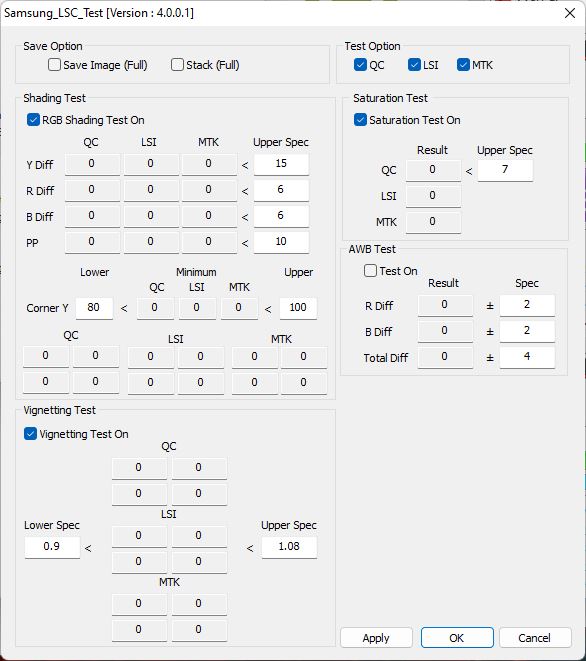 Samsung_LSC_Test [Version : 4.0.0.1]
Save Option
Save Image (Full) Stack (Full)
Test Option
QC LSI MTK
Shading Test
RGB Shading Test On
QC LSI MTK Upper Spec
Y Diff 0 0 0 < 15
R Diff 0 0 0 < 6
B Diff 0 0 0 < 6
PP 0 0 0 < 10
Lower Minimum Upper
QC LSI MTK
Corner Y 80 < 0 0 0 < 100
QC LSI MTK
0 0 0 0 0 0
0 0 0 0 0 0
Saturation Test
Saturation Test On
Result Upper Spec
QC 0 < 7
LSI 0
MTK 0
AWB Test
Test On
Result Spec
R Diff 0 ± 2
B Diff 0 ± 2
Total Diff 0 ± 4
Vignetting Test
Vignetting Test On
QC
0 0
0 0
LSI
Lower Spec Upper Spec
0 0
0.9 < < 1.08
0 0
MTK
0 0
0 0
Apply OK Cancel